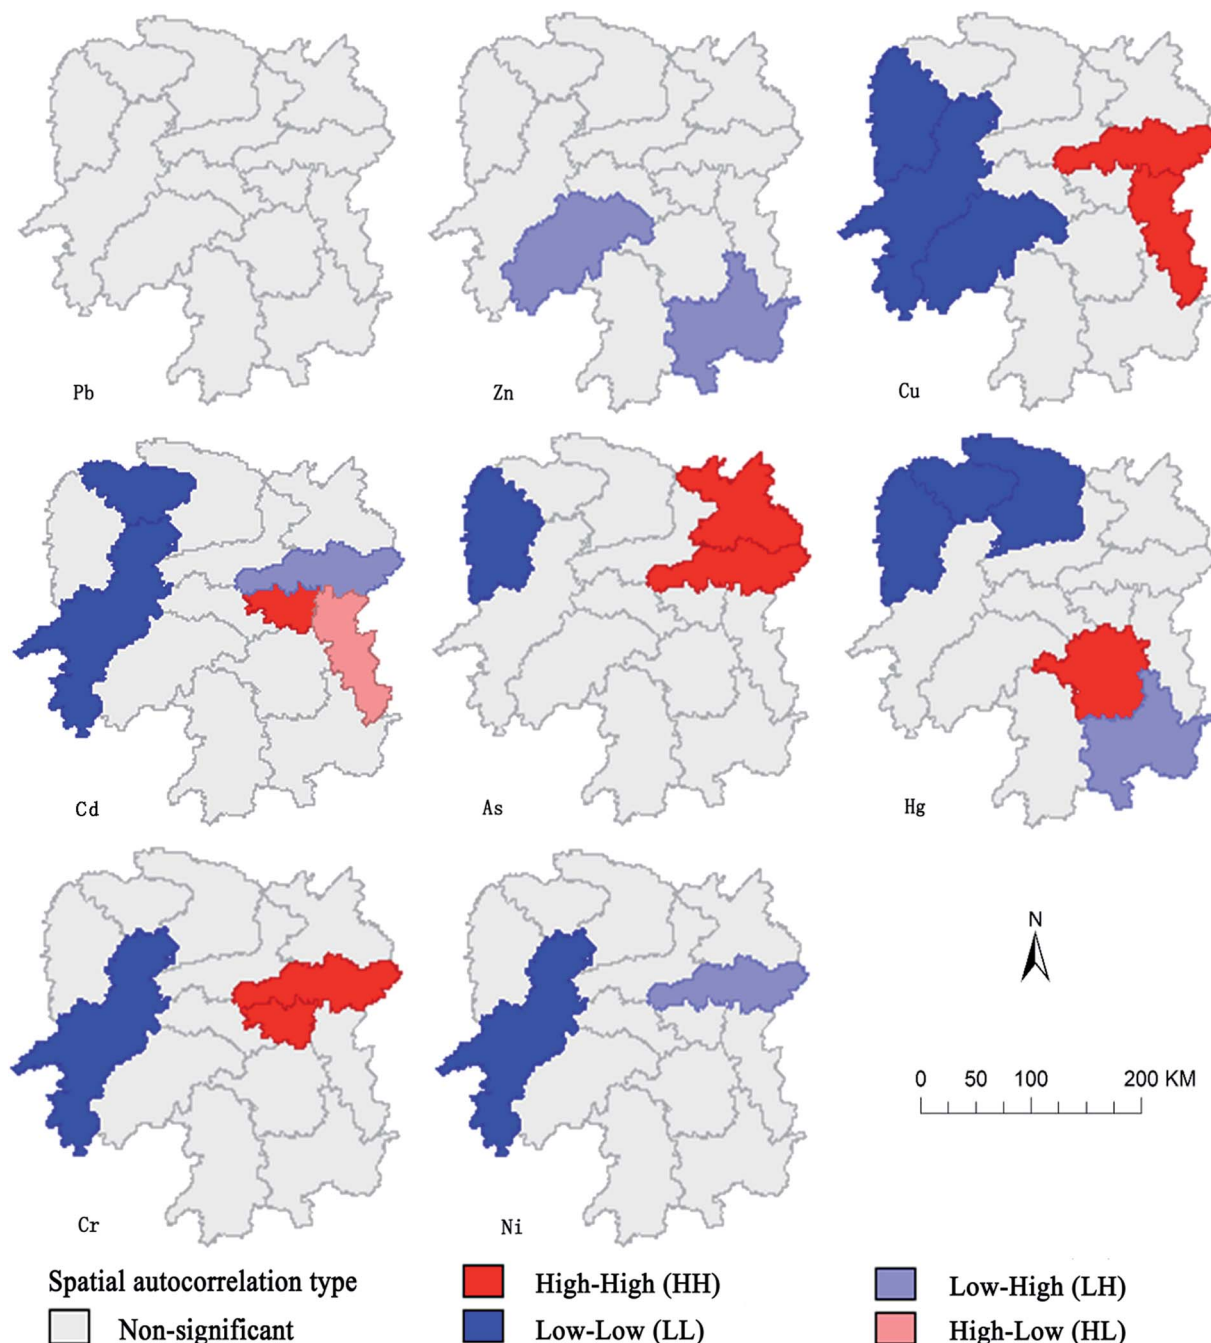 Pb
Zn
Cu
Cd
As
Hg
N
0 50 100 200 KM
Cr
Ni
Spatial autocorrelation type
High-High (HH)
Low-High (LH)
Non-significant
Low-Low (LL)
High-Low (HL)